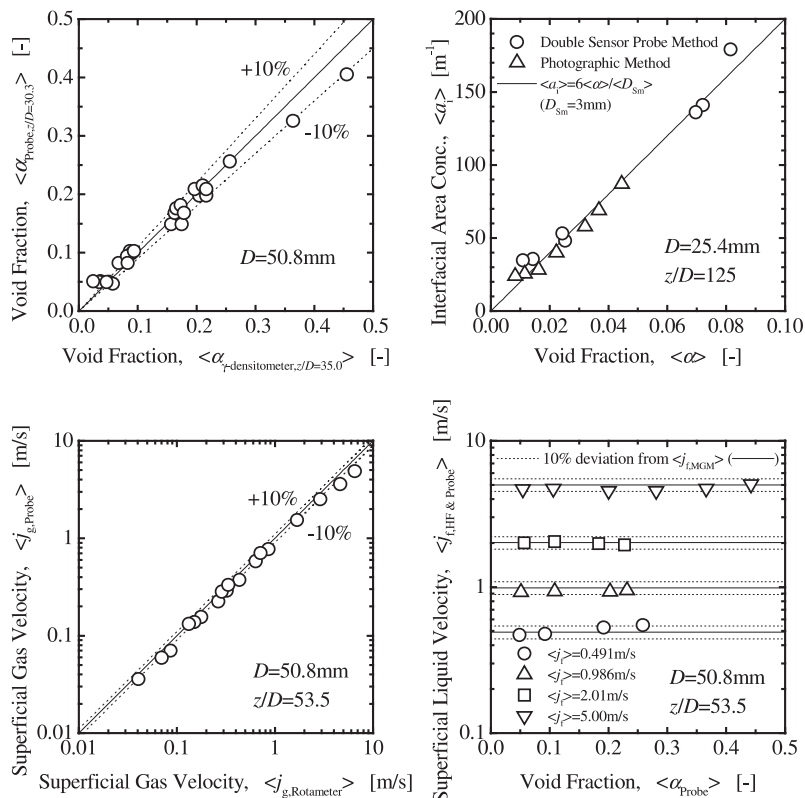 Void Fraction, <α_Probe,z/D=30.3> [-]
0.5
0.4
0.3
0.2
0.1
0.0
+10%
-10%
D=50.8mm
0.0 0.1 0.2 0.3 0.4 0.5
Void Fraction, <α_γ-densitometer,z/D=35.0> [-]
Interfacial Area Conc., <a_i> [m⁻¹]
200
150
100
50
0
Double Sensor Probe Method
Photographic Method
<a_i>=6<α>/<D_Sm>
(D_Sm=3mm)
D=25.4mm
z/D=125
0.00 0.02 0.04 0.06 0.08 0.10
Void Fraction, <α> [-]
Superficial Gas Velocity, <j_g,Probe> [m/s]
10
1
0.1
0.01
+10%
-10%
D=50.8mm
z/D=53.5
0.01 0.1 1 10
Superficial Gas Velocity, <j_g,Rotameter> [m/s]
Superficial Liquid Velocity, <j_f,HF & Probe> [m/s]
10
1
0.1
10% deviation from <j_f,MGM> ( )
<j_f>=0.491m/s
<j_f>=0.986m/s
<j_f>=2.01m/s
<j_f>=5.00m/s
D=50.8mm
z/D=53.5
0.0 0.1 0.2 0.3 0.4 0.5
Void Fraction, <α_Probe> [-]